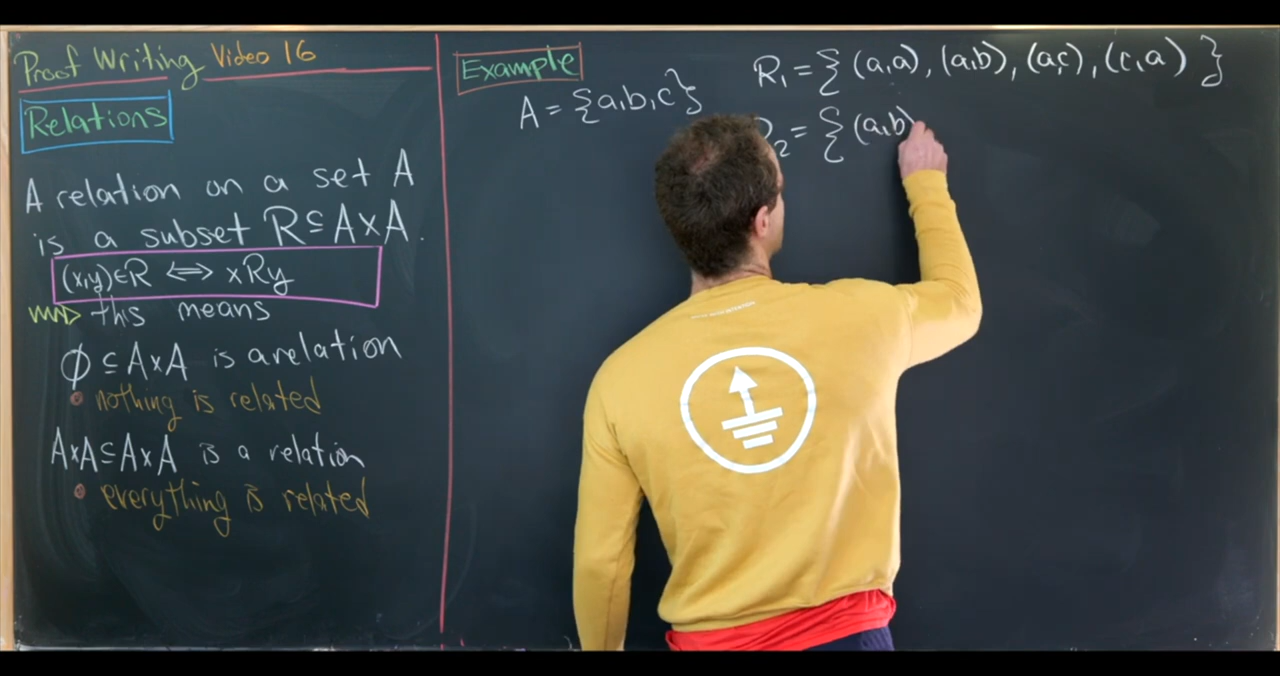 Proof Writing Video 16
Relations
A relation on a set A
is a subset R⊆A×A.
(x,y)∈R ⟺ xRy
this means
∅⊆A×A is a relation
• nothing is related
A×A⊆A×A is a relation
• everything is related
Example
A = {a,b,c}
R₁ = { (a,a), (a,b), (a,c), (c,a) }
R₂ = { (a,b)